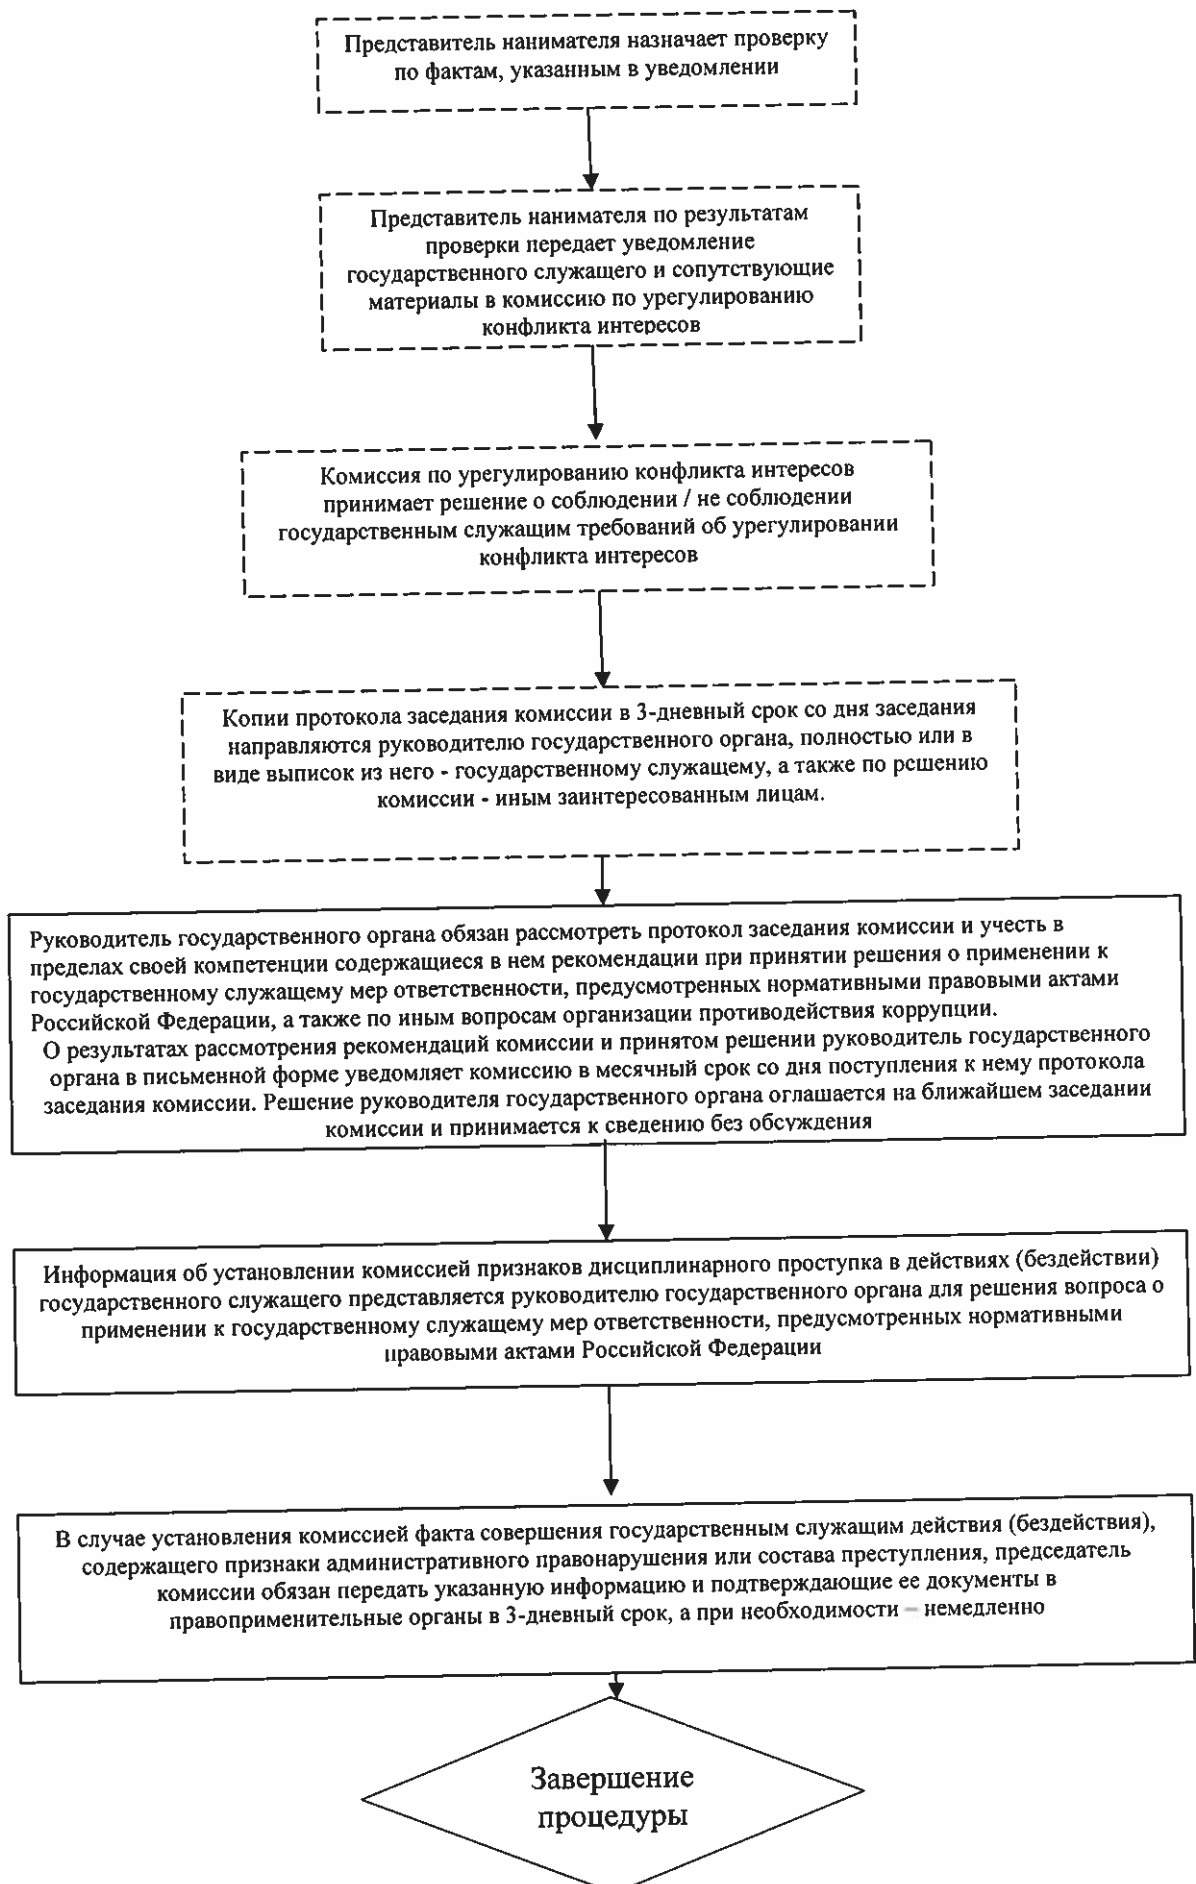 Представитель нанимателя назначает проверку
по фактам, указанным в уведомлении
Представитель нанимателя по результатам
проверки передает уведомление
государственного служащего и сопутствующие
материалы в комиссию по урегулированию
конфликта интересов
Комиссия по урегулированию конфликта интересов
принимает решение о соблюдении / не соблюдении
государственным служащим требований об урегулировании
конфликта интересов
Копии протокола заседания комиссии в 3-дневный срок со дня заседания
направляются руководителю государственного органа, полностью или в
виде выписок из него - государственному служащему, а также по решению
комиссии - иным заинтересованным лицам.
Руководитель государственного органа обязан рассмотреть протокол заседания комиссии и учесть в
пределах своей компетенции содержащиеся в нем рекомендации при принятии решения о применении к
государственному служащему мер ответственности, предусмотренных нормативными правовыми актами
Российской Федерации, а также по иным вопросам организации противодействия коррупции.
О результатах рассмотрения рекомендаций комиссии и принятом решении руководитель государственного
органа в письменной форме уведомляет комиссию в месячный срок со дня поступления к нему протокола
заседания комиссии. Решение руководителя государственного органа оглашается на ближайшем заседании
комиссии и принимается к сведению без обсуждения
Информация об установлении комиссией признаков дисциплинарного проступка в действиях (бездействии)
государственного служащего представляется руководителю государственного органа для решения вопроса о
применении к государственному служащему мер ответственности, предусмотренных нормативными
правовыми актами Российской Федерации
В случае установления комиссией факта совершения государственным служащим действия (бездействия),
содержащего признаки административного правонарушения или состава преступления, председатель
комиссии обязан передать указанную информацию и подтверждающие ее документы в
правоприменительные органы в 3-дневный срок, а при необходимости – немедленно
Завершение
процедуры